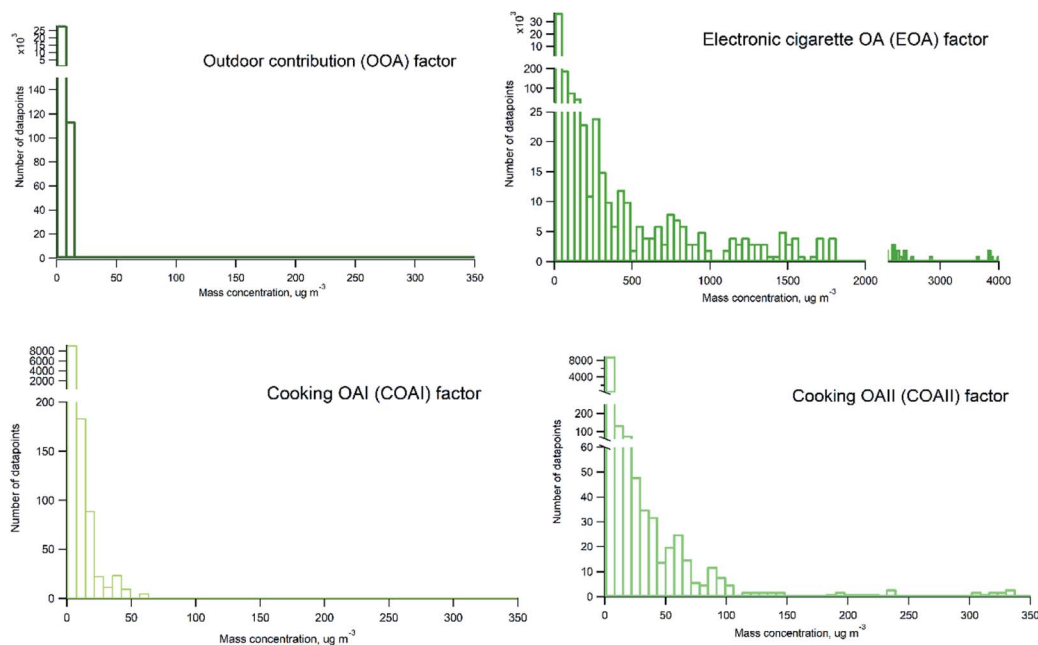 x10³
25
20
15
10
5
Outdoor contribution (OOA) factor
Number of datapoints
140
120
100
80
60
40
20
0
0 50 100 150 200 250 300 350
Mass concentration, ug m⁻³
x10³
30
20
10
Electronic cigarette OA (EOA) factor
200
100
Number of datapoints
25
20
15
10
5
0
0 500 1000 1500 2000 3000 4000
Mass concentration, ug m⁻³
8000
6000
4000
2000
Cooking OAI (COAI) factor
Number of datapoints
200
150
100
50
0
0 50 100 150 200 250 300 350
Mass concentration, ug m⁻³
8000
4000
Cooking OAII (COAII) factor
200
100
Number of datapoints
60
50
40
30
20
10
0
0 50 100 150 200 250 300 350
Mass concentration, ug m⁻³